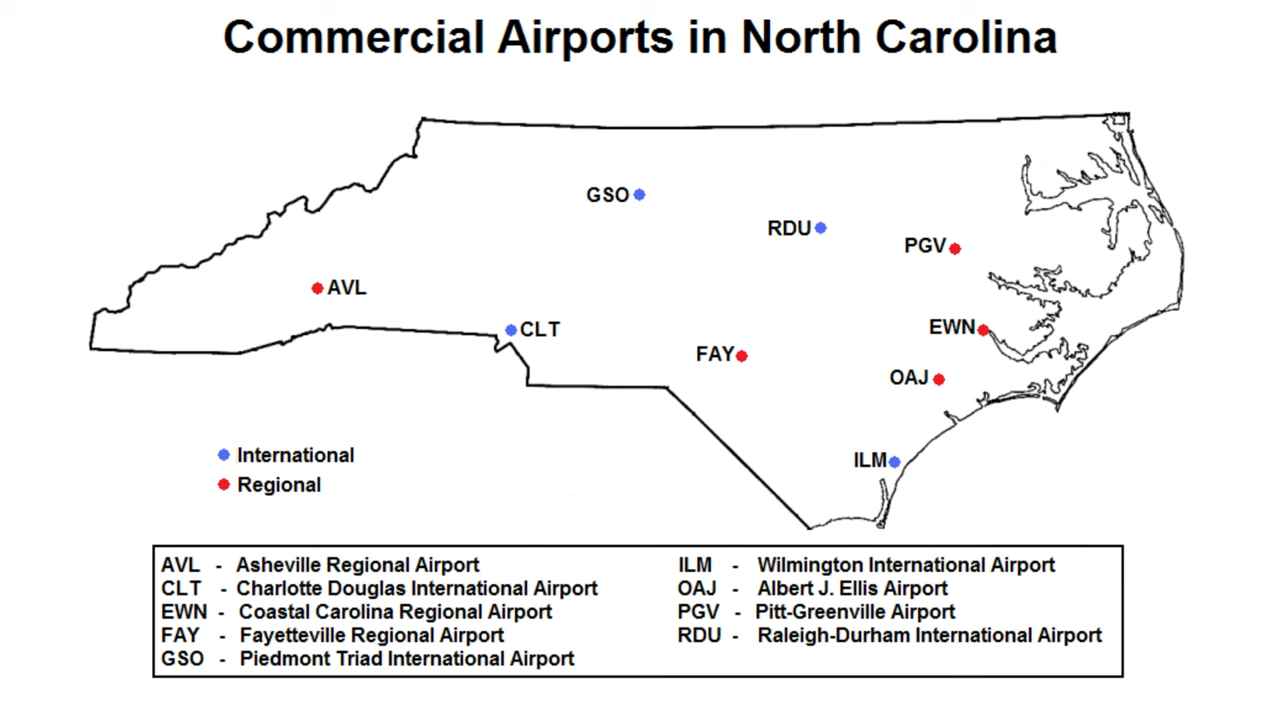 Commercial Airports in North Carolina
GSO
RDU
PGV
AVL
CLT
EWN
FAY
OAJ
ILM
International
Regional
AVL - Asheville Regional Airport
CLT - Charlotte Douglas International Airport
EWN - Coastal Carolina Regional Airport
FAY - Fayetteville Regional Airport
GSO - Piedmont Triad International Airport
ILM - Wilmington International Airport
OAJ - Albert J. Ellis Airport
PGV - Pitt-Greenville Airport
RDU - Raleigh-Durham International Airport